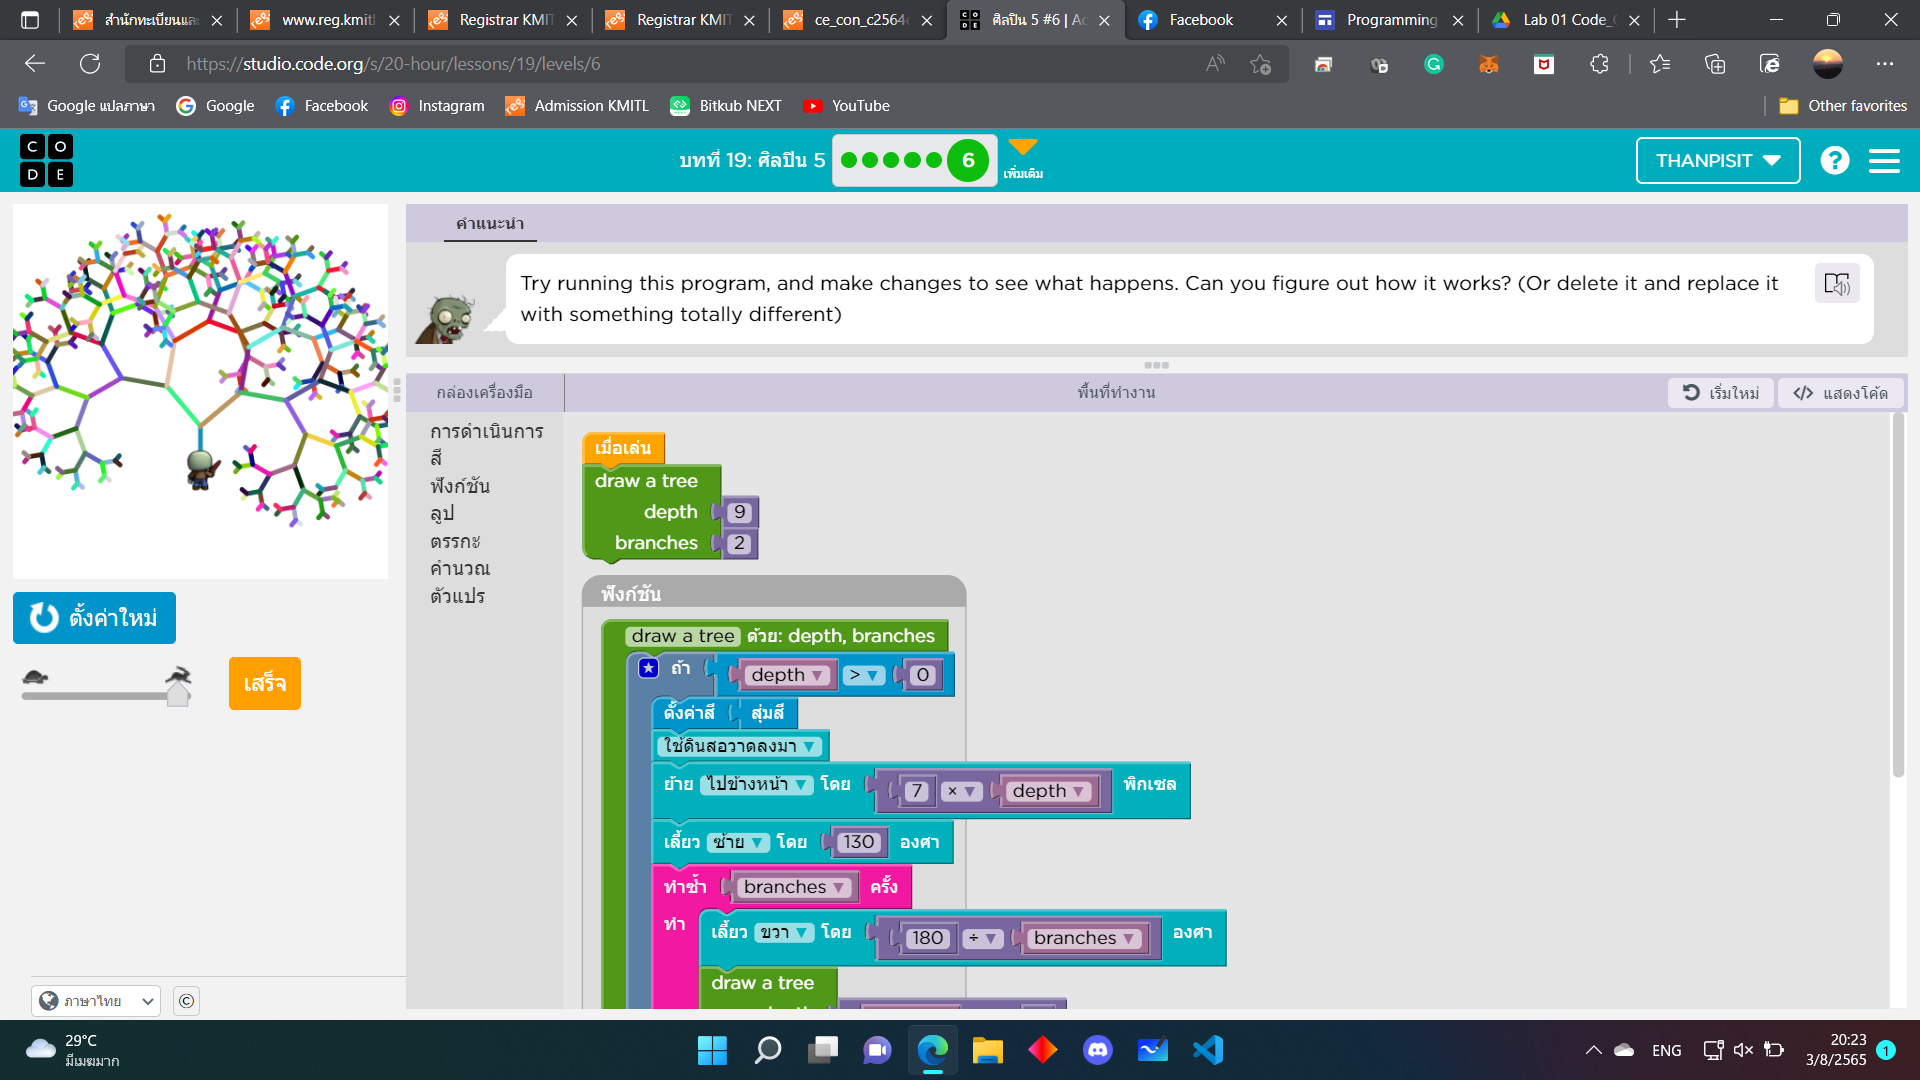 สำนักทะเบียนและ
www.reg.kmitl
Registrar KMIT
Registrar KMIT
ce_con_c2564
ศิลปิน 5 #6 | Ac
Facebook
Programming
Lab 01 Code_
https://studio.code.org/s/20-hour/lessons/19/levels/6
Google แปลภาษา
Google
Facebook
Instagram
Admission KMITL
Bitkub NEXT
YouTube
Other favorites
C O
D E
บทที่ 19: ศิลปิน 5
6
เพิ่มเติม
THANPISIT
?
คำแนะนำ
Try running this program, and make changes to see what happens. Can you figure out how it works? (Or delete it and replace it
with something totally different)
กล่องเครื่องมือ
พื้นที่ทำงาน
เริ่มใหม่
แสดงโค้ด
การดำเนินการ
สี
ฟังก์ชัน
ลูป
ตรรกะ
คำนวณ
ตัวแปร
เมื่อเล่น
draw a tree
depth 9
branches 2
ฟังก์ชัน
draw a tree ด้วย: depth, branches
ถ้า depth > 0
ตั้งค่าสี สุ่มสี
ใช้ดินสอวาดลงมา
ย้าย ไปข้างหน้า โดย 7 × depth พิกเซล
เลี้ยว ซ้าย โดย 130 องศา
ทำซ้ำ branches ครั้ง
ทำ เลี้ยว ขวา โดย 180 ÷ branches องศา
draw a tree
ตั้งค่าใหม่
เสร็จ
ภาษาไทย
©
29°C
มีเมฆมาก
ENG
20:23
3/8/2565
1